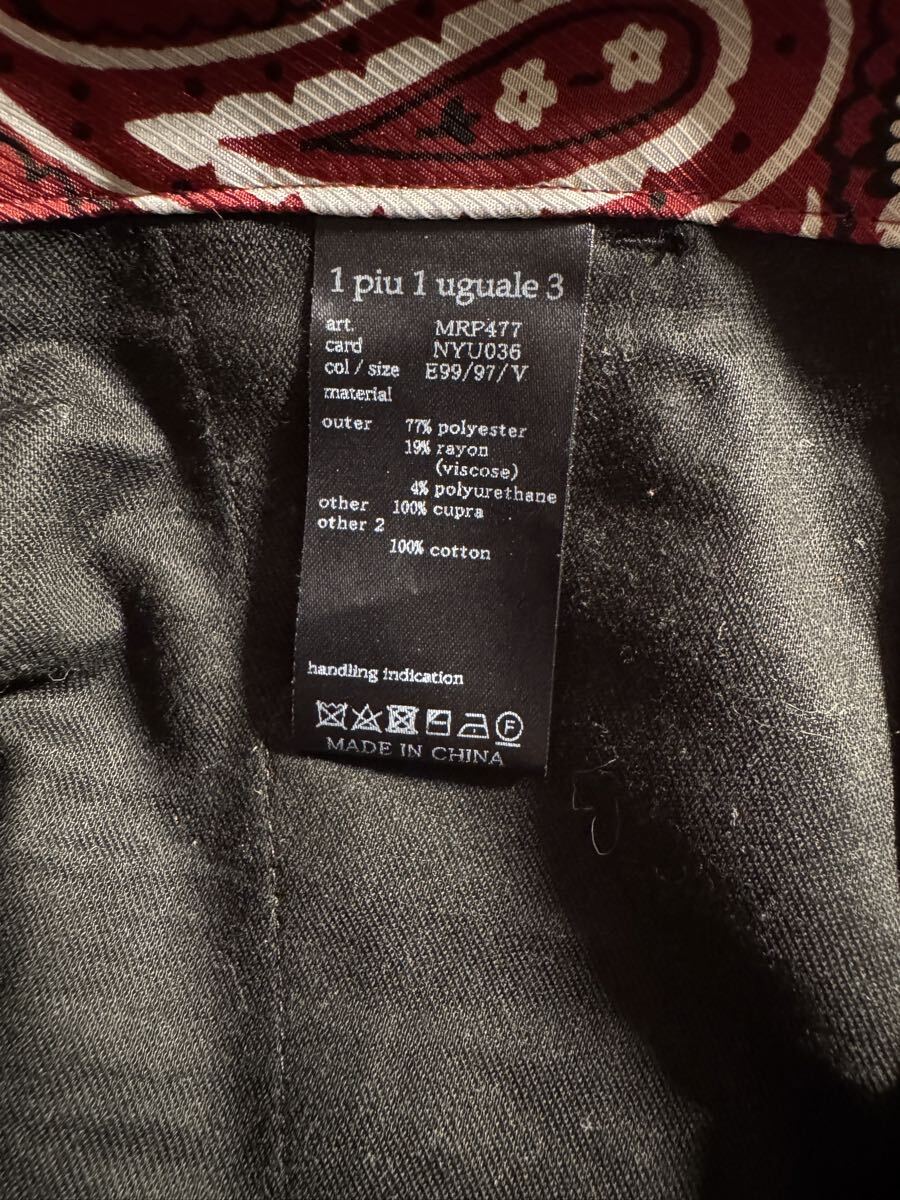 1 piu 1 uguale 3
art. MRP477
card NYU036
col / size E99/97/V
material
outer 77% polyester
19% rayon
(viscose)
4% polyurethane
other 100% cupra
other 2
100% cotton
handling indication
F
MADE IN CHINA